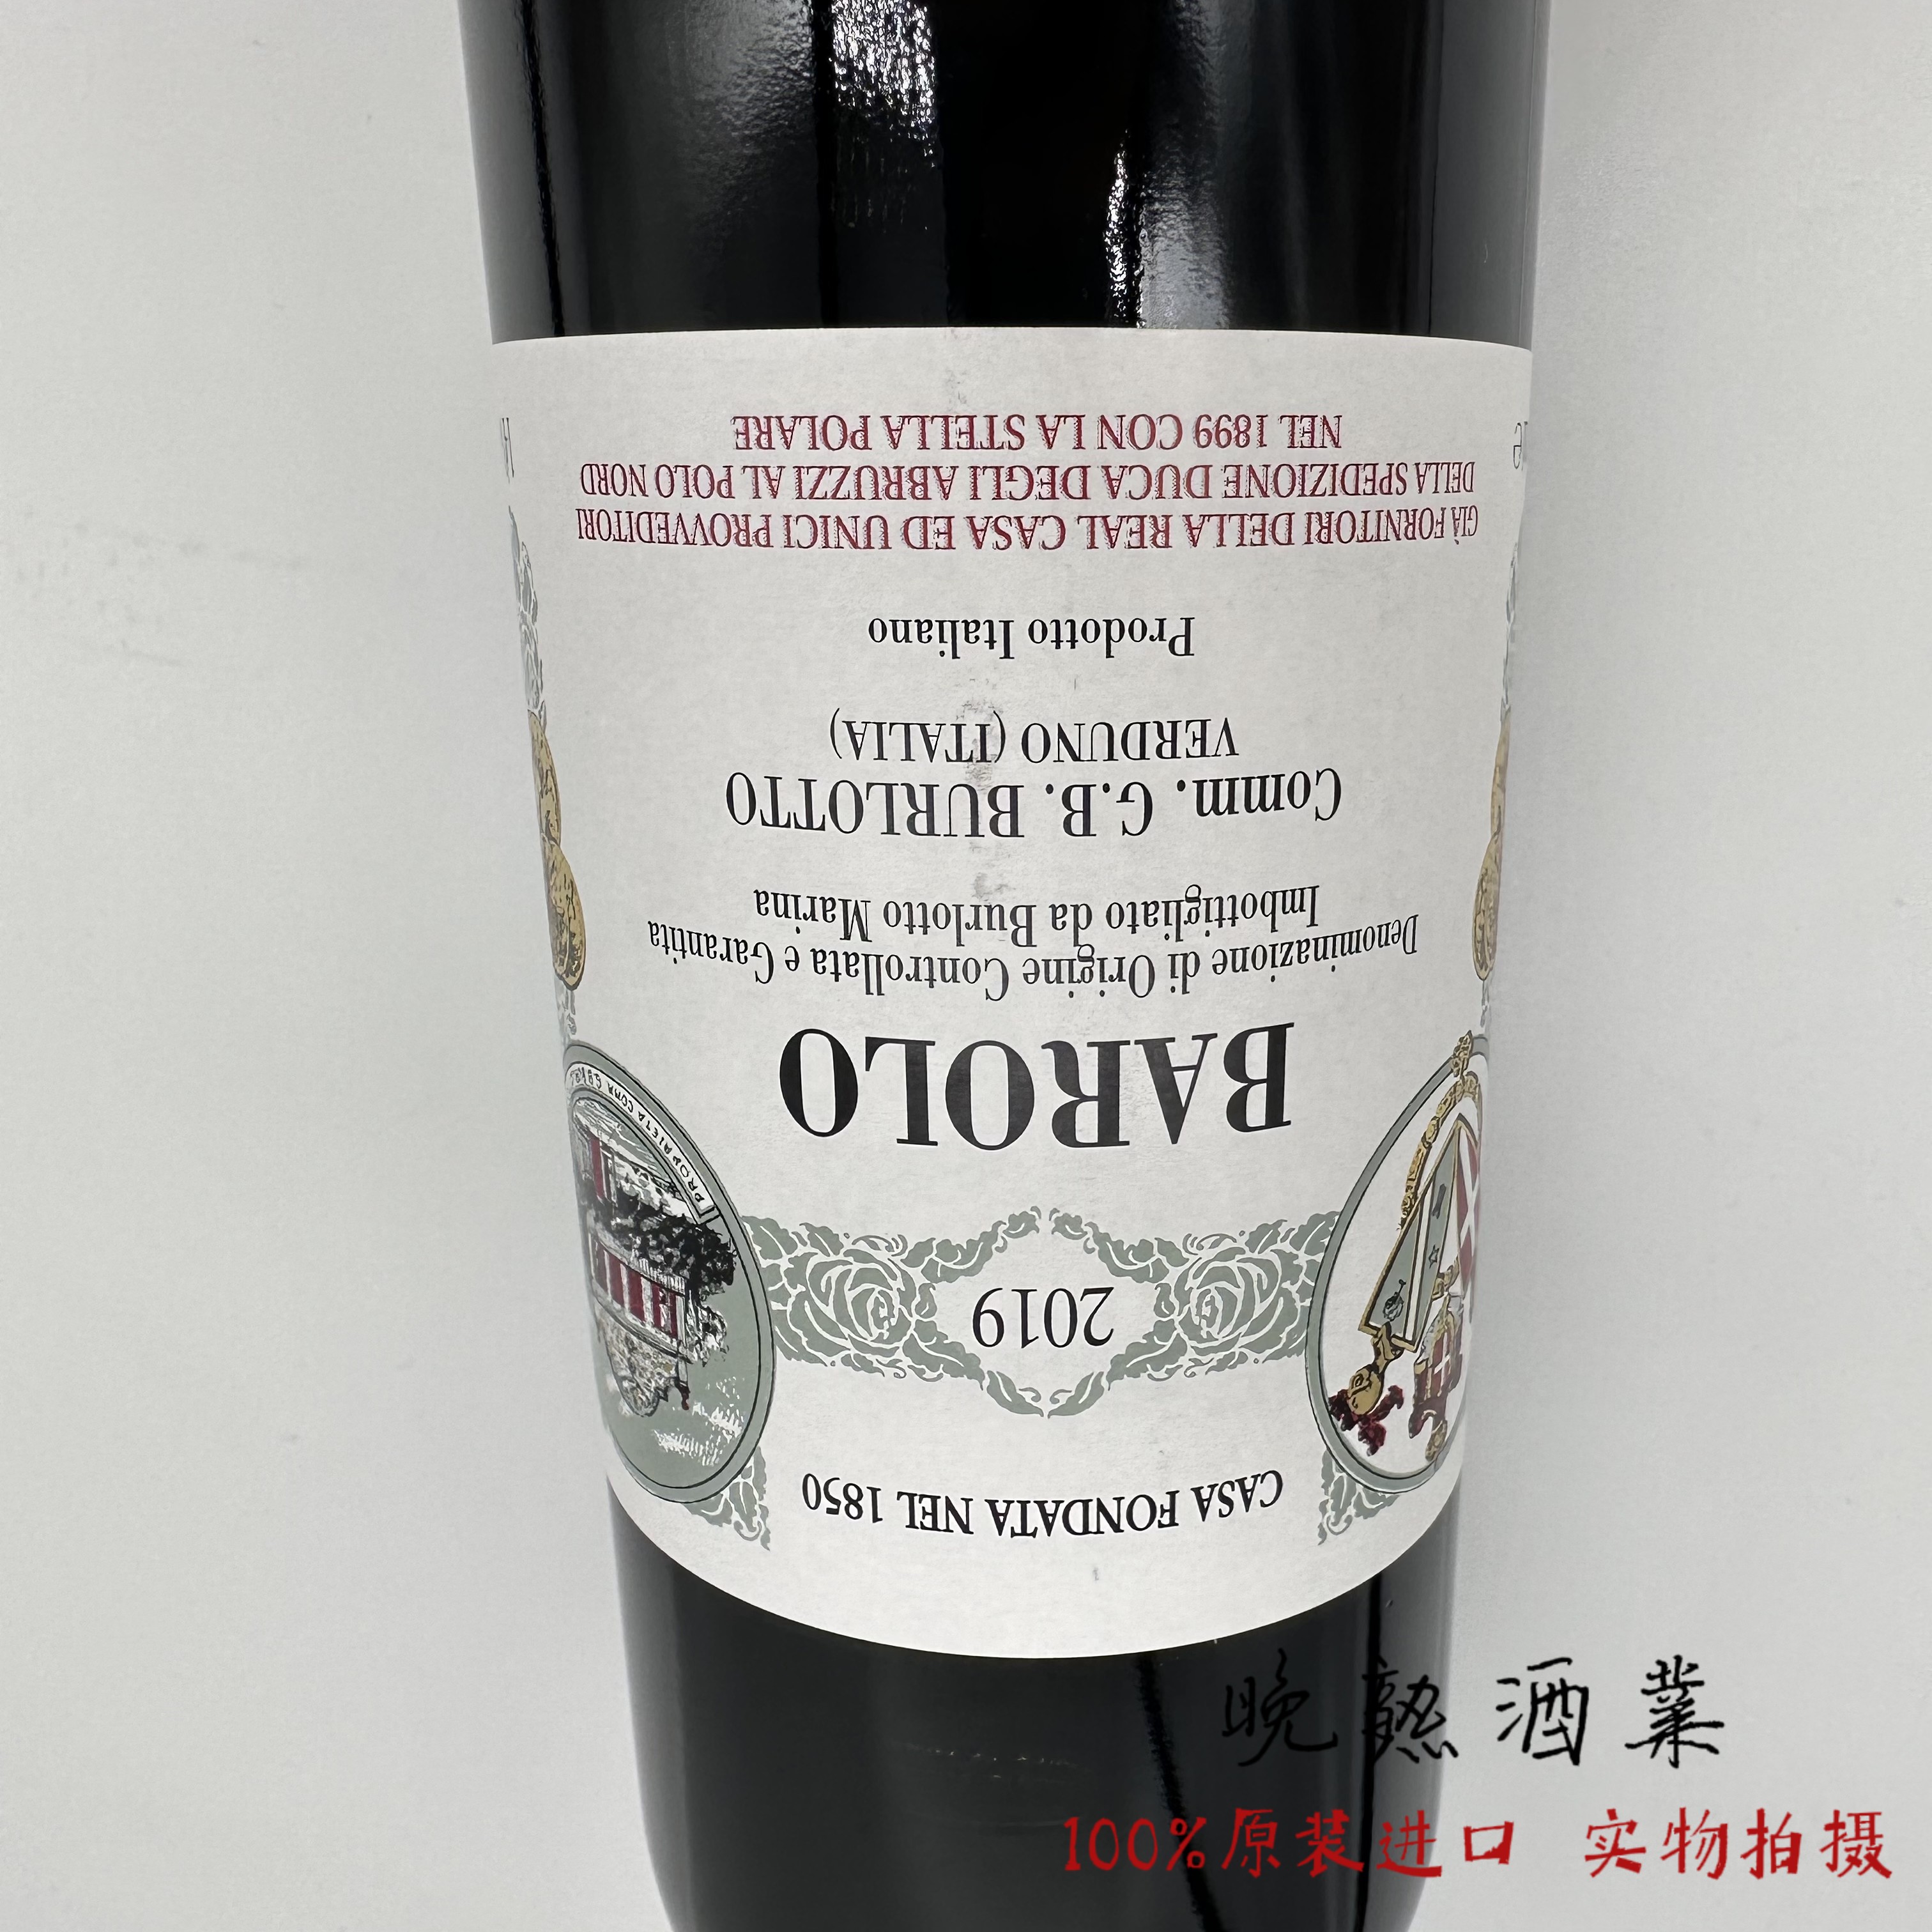 CASA FONDATA NEL 1850
2019
BAROLO
Denominazione di Origine Controllata e Garantita
Imbottigliato da Burlotto Marina
Comm. G.B. BURLOTTO
VERDUNO (ITALIA)
Prodotto Italiano
GIÀ FORNITORI DELLA REAL CASA ED UNICI PROVVEDITORI
DELLA SPEDIZIONE DUCA DEGLI ABRUZZI AL POLO NORD
NEL 1899 CON LA STELLA POLARE
PROPRIETA COMM
晚熟酒業
100%原装进口 实物拍摄